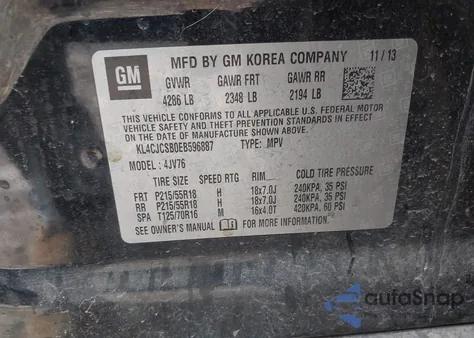 GM
MFD BY GM KOREA COMPANY 11 / 13
GVWR GAWR FRT GAWR RR
4286 LB 2348 LB 2194 LB
THIS VEHICLE CONFORMS TO ALL APPLICABLE U.S. FEDERAL MOTOR
VEHICLE SAFETY, BUMPER, AND THEFT PREVENTION STANDARDS IN EFFECT
ON THE DATE OF MANUFACTURE SHOWN ABOVE.
KL4CJCSB0EB596887 TYPE: MPV
MODEL: 4JV76
TIRE SIZE SPEED RTG RIM COLD TIRE PRESSURE
FRT P215/55R18 H 18x7.0J 240KPA, 35 PSI
RR P215/55R18 H 18x7.0J 240KPA, 35 PSI
SPA T125/70R16 M 16x4.0T 420KPA, 60 PSI
SEE OWNER'S MANUAL FOR MORE INFORMATION.
autoSnap